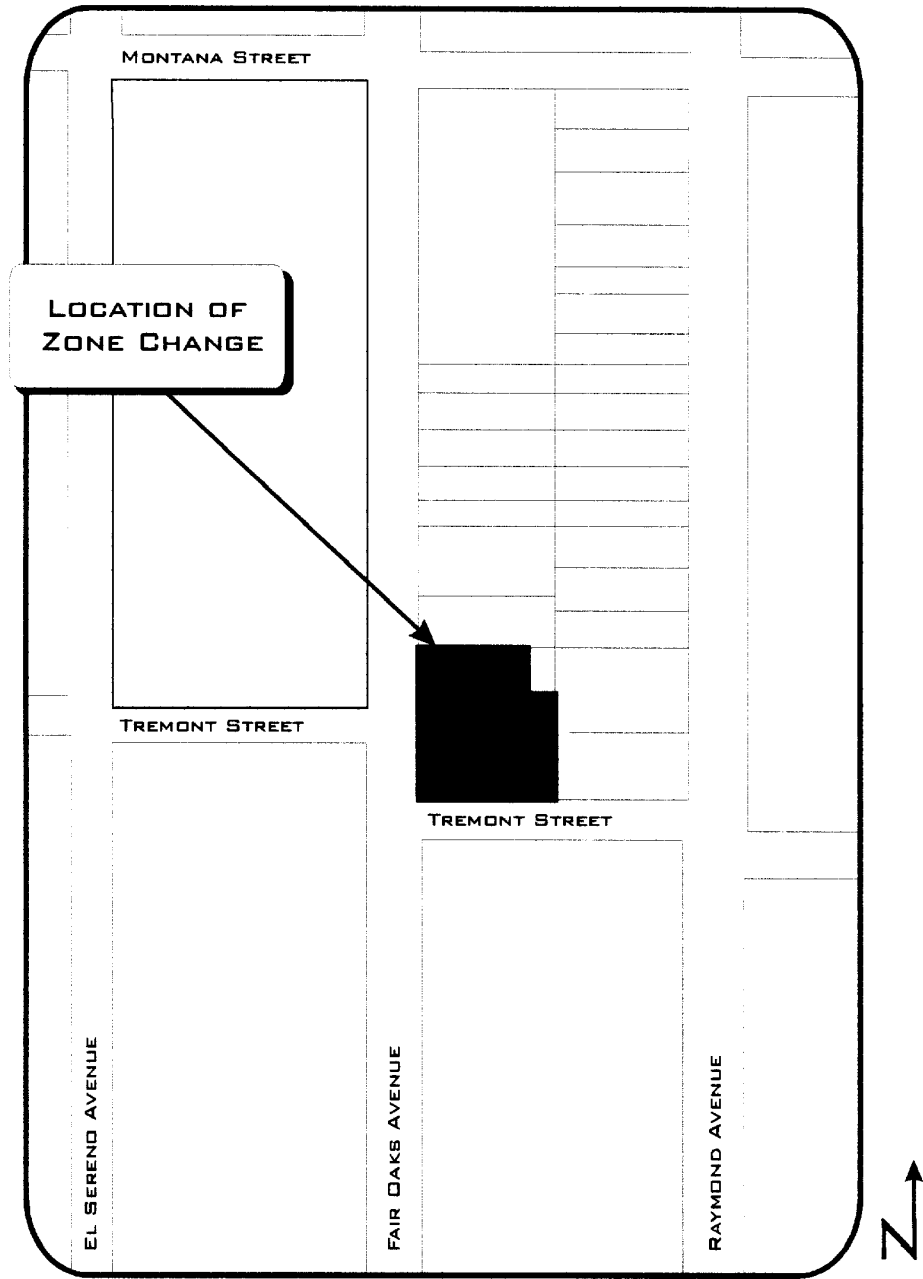 MONTANA STREET
LOCATION OF
ZONE CHANGE
TREMONT STREET
TREMONT STREET
EL SERENO AVENUE
FAIR OAKS AVENUE
RAYMOND AVENUE
N